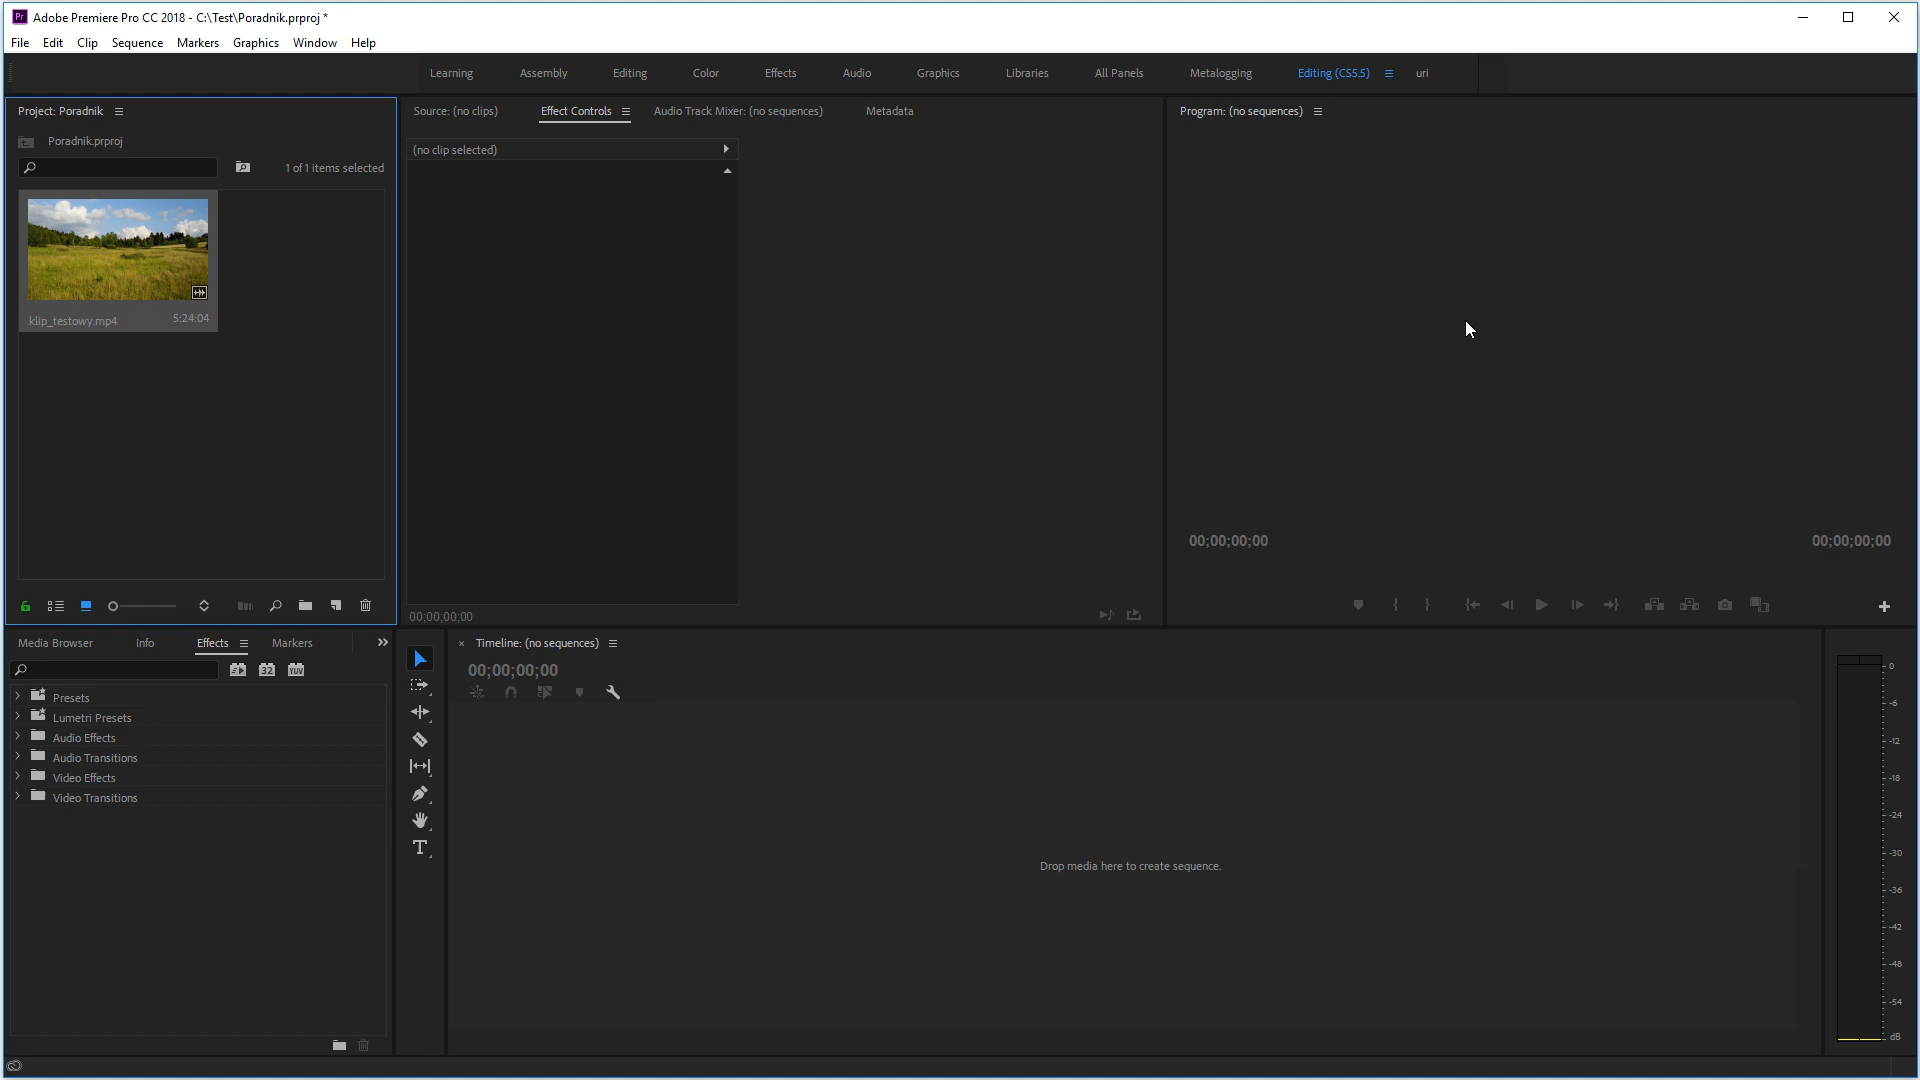 Pr Adobe Premiere Pro CC 2018 - C:\Test\Poradnik.prproj *
File Edit Clip Sequence Markers Graphics Window Help
Learning Assembly Editing Color Effects Audio Graphics Libraries All Panels Metalogging Editing (CS5.5) uri
Project: Poradnik
Poradnik.prproj
1 of 1 items selected
klip_testowy.mp4 5:24:04
Source: (no clips) Effect Controls Audio Track Mixer: (no sequences) Metadata
(no clip selected)
00;00;00;00
Program: (no sequences)
00;00;00;00 00;00;00;00
Media Browser Info Effects Markers
32 YUV
Presets
Lumetri Presets
Audio Effects
Audio Transitions
Video Effects
Video Transitions
T
× Timeline: (no sequences)
00;00;00;00
Drop media here to create sequence.
0
-6
-12
-18
-24
-30
-36
-42
-48
-54
dB